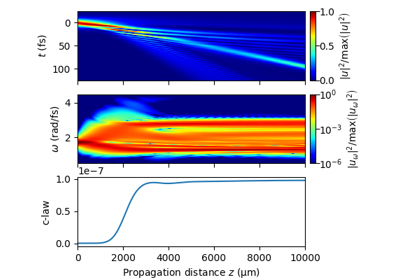 0
50
100
t (fs)
1.0
0.5
0.0
|u|²/max(|u|²)
4
2
ω (rad/fs)
10⁰
10⁻³
10⁻⁶
|uω|²/max(|uω|²)
1e−7
1.0
0.5
0.0
c-law
0 2000 4000 6000 8000 10000
Propagation distance z (μm)